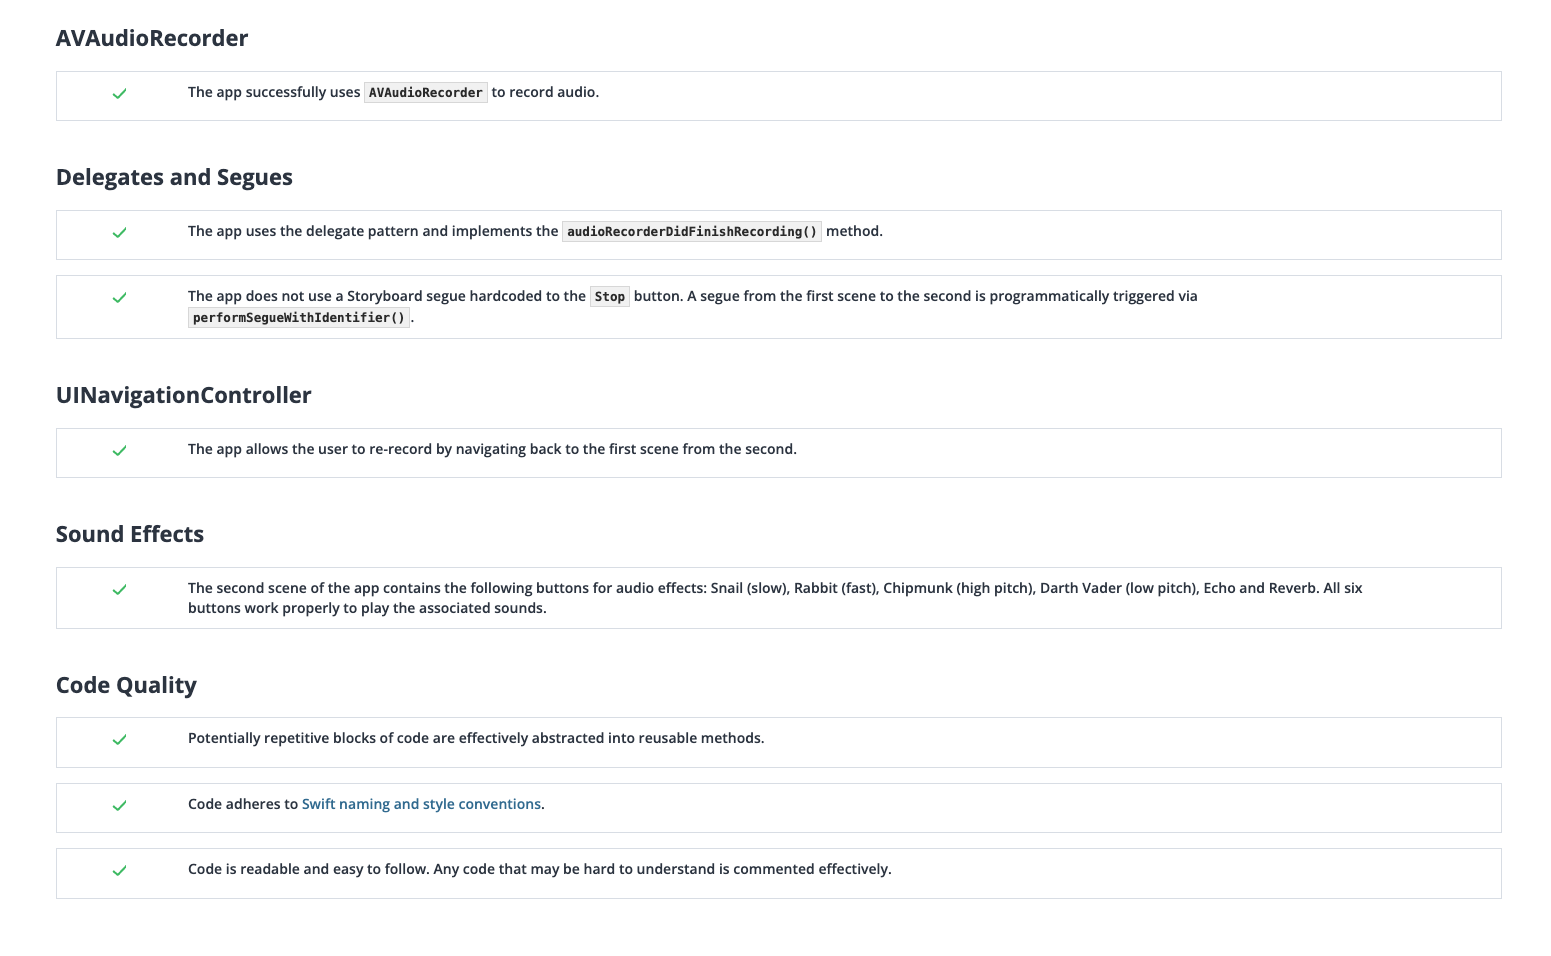 AVAudioRecorder
The app successfully uses AVAudioRecorder to record audio.
Delegates and Segues
The app uses the delegate pattern and implements the audioRecorderDidFinishRecording() method.
The app does not use a Storyboard segue hardcoded to the Stop button. A segue from the first scene to the second is programmatically triggered via
performSegueWithIdentifier().
UINavigationController
The app allows the user to re-record by navigating back to the first scene from the second.
Sound Effects
The second scene of the app contains the following buttons for audio effects: Snail (slow), Rabbit (fast), Chipmunk (high pitch), Darth Vader (low pitch), Echo and Reverb. All six
buttons work properly to play the associated sounds.
Code Quality
Potentially repetitive blocks of code are effectively abstracted into reusable methods.
Code adheres to Swift naming and style conventions.
Code is readable and easy to follow. Any code that may be hard to understand is commented effectively.